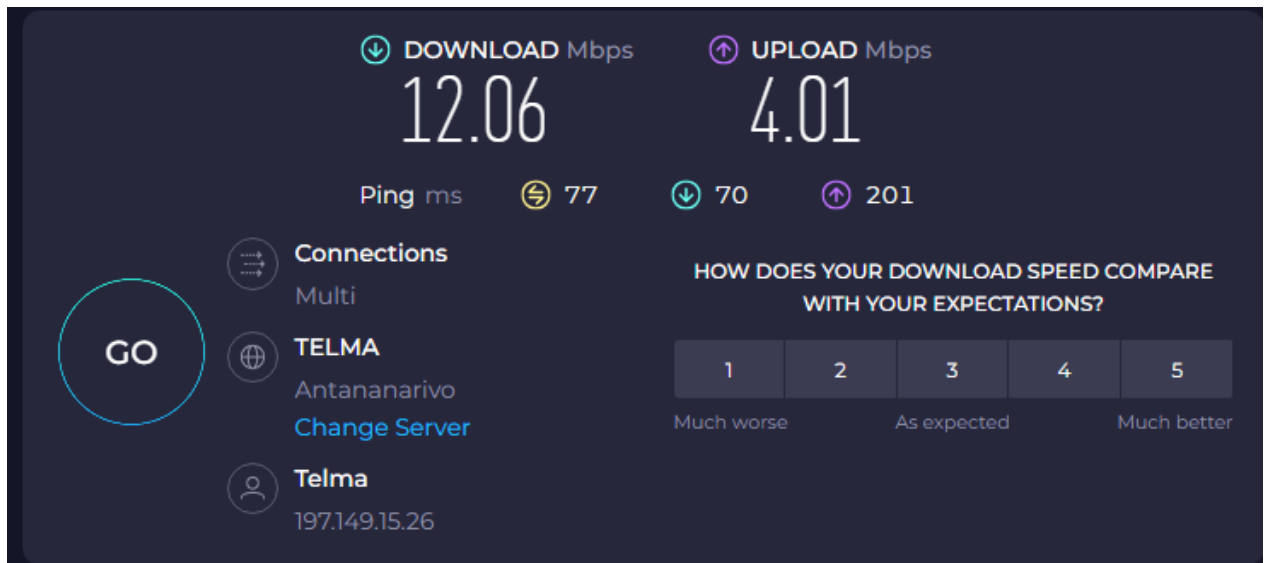 DOWNLOAD Mbps UPLOAD Mbps
12.06 4.01
Ping ms 77 70 201
GO
Connections
Multi
TELMA
Antananarivo
Change Server
Telma
197.149.15.26
HOW DOES YOUR DOWNLOAD SPEED COMPARE
WITH YOUR EXPECTATIONS?
1 2 3 4 5
Much worse As expected Much better